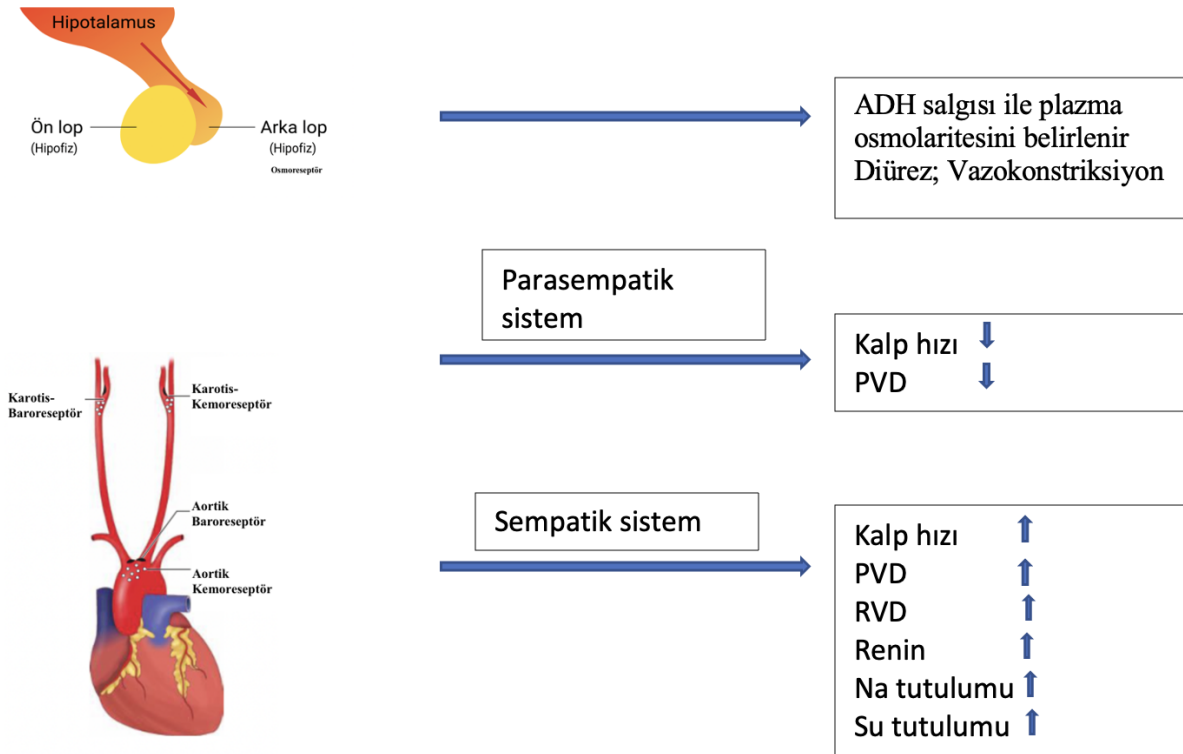 Hipotalamus
Ön lop
(Hipofiz)
Arka lop
(Hipofiz)
Osmoreseptör
ADH salgısı ile plazma
osmolaritesini belirlenir
Diürez; Vazokonstriksiyon
Parasempatik
sistem
Kalp hızı
PVD
Karotis-
Baroreseptör
Karotis-
Kemoreseptör
Aortik
Baroreseptör
Aortik
Kemoreseptör
Sempatik sistem
Kalp hızı
PVD
RVD
Renin
Na tutulumu
Su tutulumu